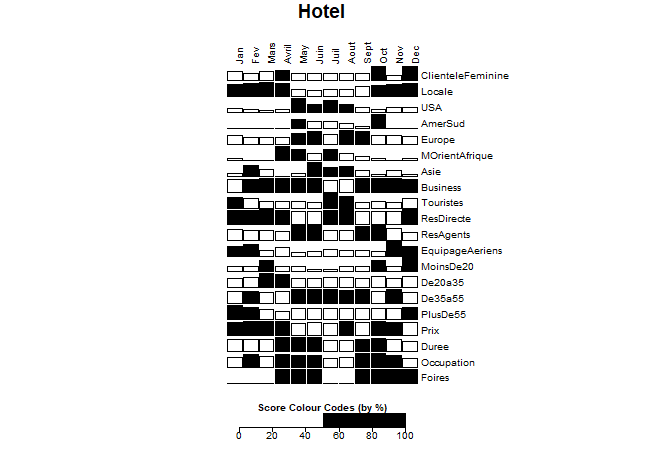 Hotel
Jan Fev Mars Avril May Juin Juil Aout Sept Oct Nov Dec
ClienteleFeminine
Locale
USA
AmerSud
Europe
MOrientAfrique
Asie
Business
Touristes
ResDirecte
ResAgents
EquipageAeriens
MoinsDe20
De20a35
De35a55
PlusDe55
Prix
Duree
Occupation
Foires
Score Colour Codes (by %)
0 20 40 60 80 100